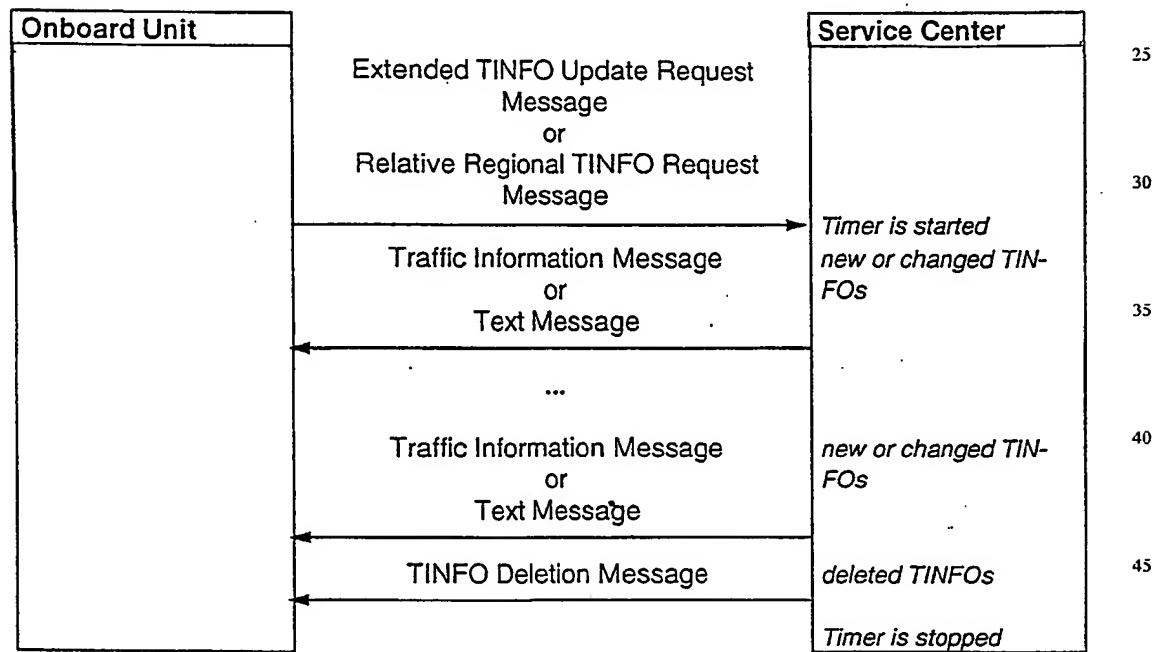 Onboard Unit
Service Center
25
Extended TINFO Update Request
Message
or
Relative Regional TINFO Request
Message
30
Timer is started
Traffic Information Message
or
Text Message
new or changed TIN-
FOs
35
...
Traffic Information Message
or
Text Message
new or changed TIN-
FOs
40
TINFO Deletion Message
deleted TINFOs
45
Timer is stopped